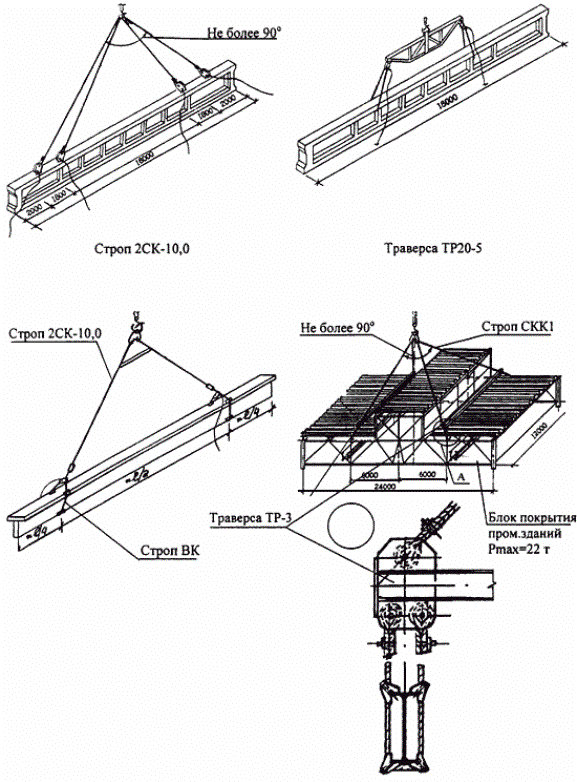 Не более 90°
2000
1800
18000
1800
2000
Строп 2СК-10,0
18000
Траверса ТР20-5
Строп 2СК-10,0
Строп ВК
Не более 90°
Строп СКК1
12000
А
6000
6000
24000
Траверса ТР-3
Блок покрытия
пром.зданий
Pmax=22 т